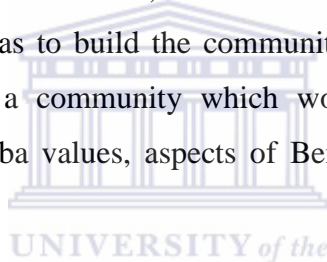 as to build the communit
a community which wo
ba values, aspects of Be
UNIVERSITY of the